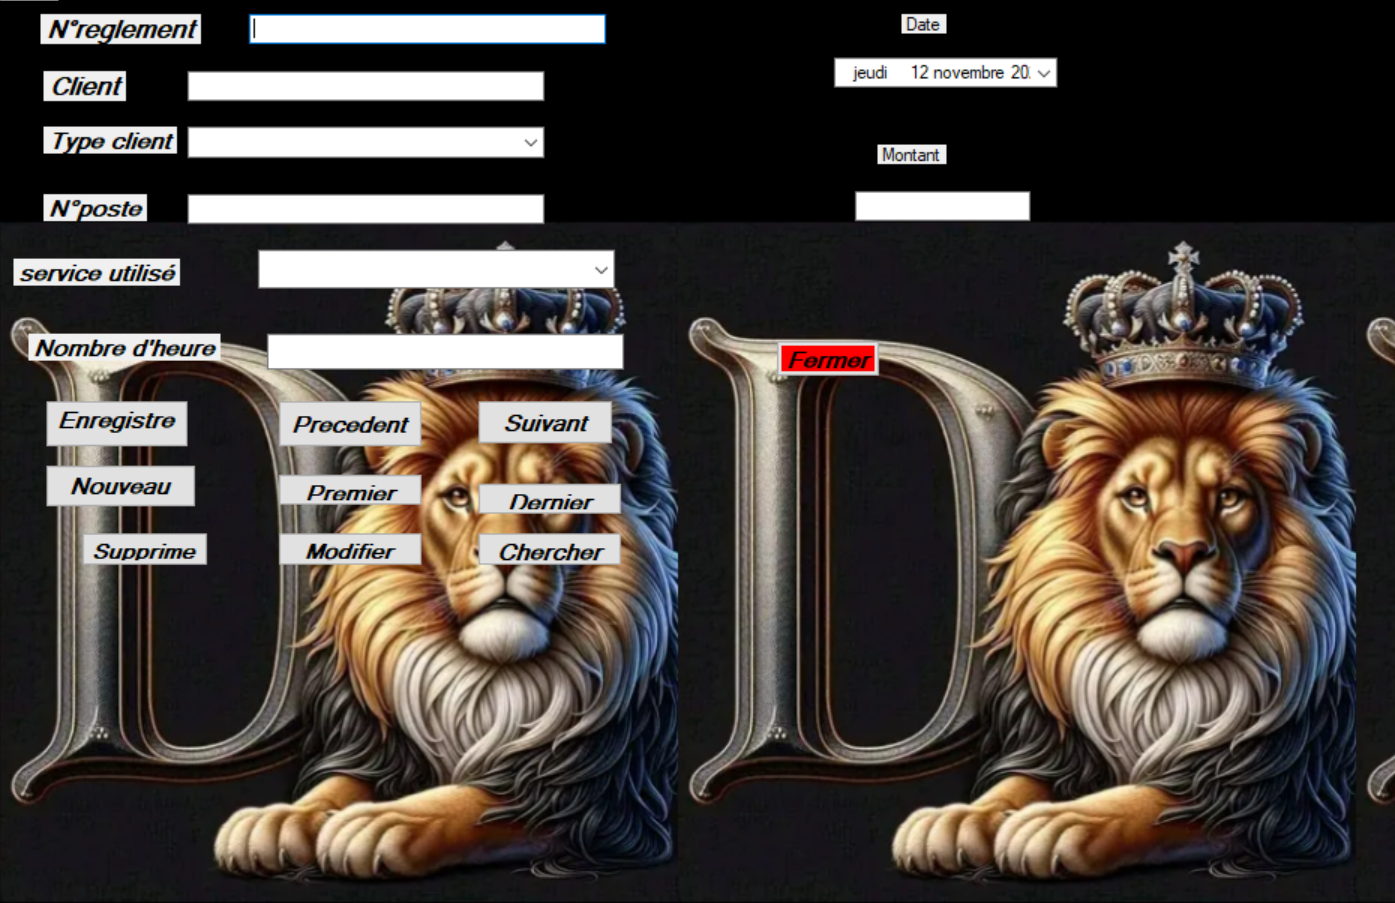 N°reglement
Date
Client
jeudi 12 novembre 20
Type client
Montant
N°poste
service utilisé
Nombre d'heure
Fermer
Enregistre
Precedent
Suivant
Nouveau
Premier
Dernier
Supprime
Modifier
Chercher
D
D